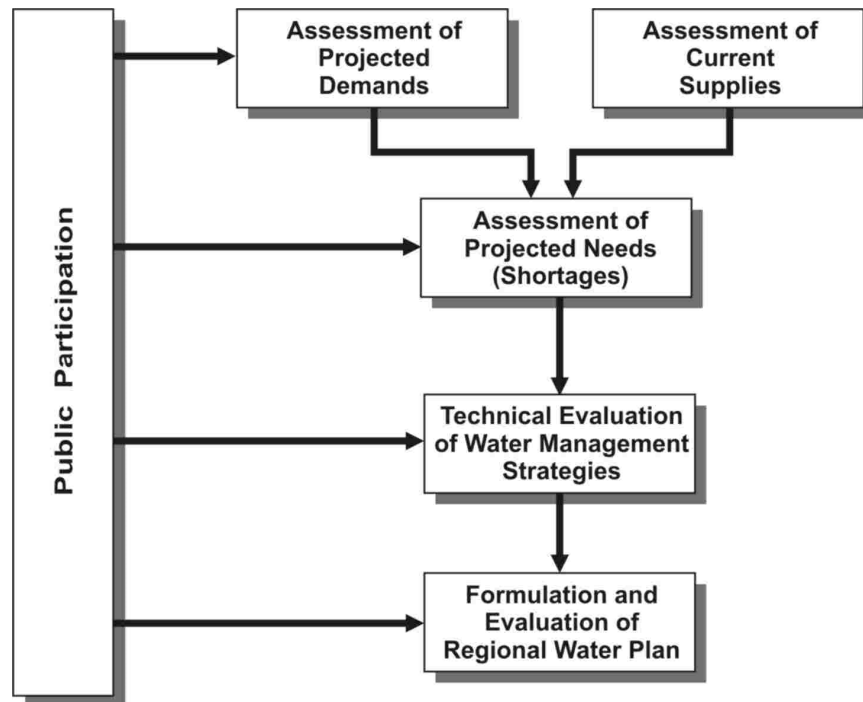 Public Participation
Assessment of
Projected
Demands
Assessment of
Current
Supplies
Assessment of
Projected Needs
(Shortages)
Technical Evaluation
of Water Management
Strategies
Formulation and
Evaluation of
Regional Water Plan